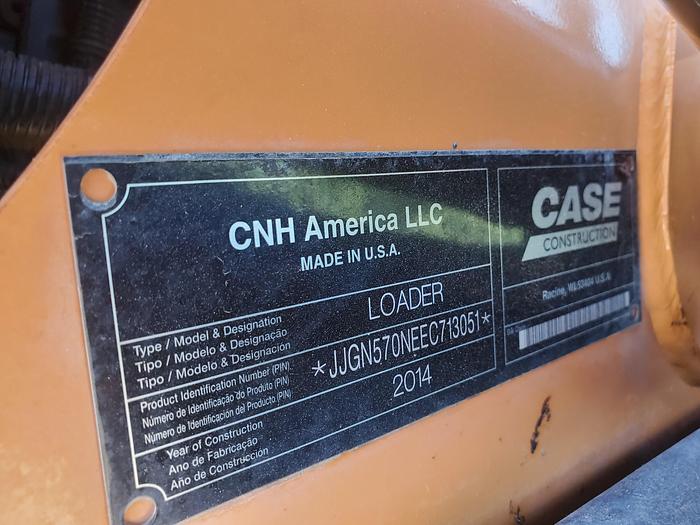 CNH America LLC
MADE IN U.S.A.
Type / Model & Designation
Tipo / Modelo & Designação
Tipo / Modelo & Designación
LOADER
Product Identification Number (PIN)
Número de Identificação do Produto (PIN)
Número de Identificación del Producto (PIN)
*JJGN570NEEC713051*
Year of Construction
Ano de Fabricação
Año de Construcción
2014
CASE
CONSTRUCTION
Racine, WI, 53404 U.S.A.